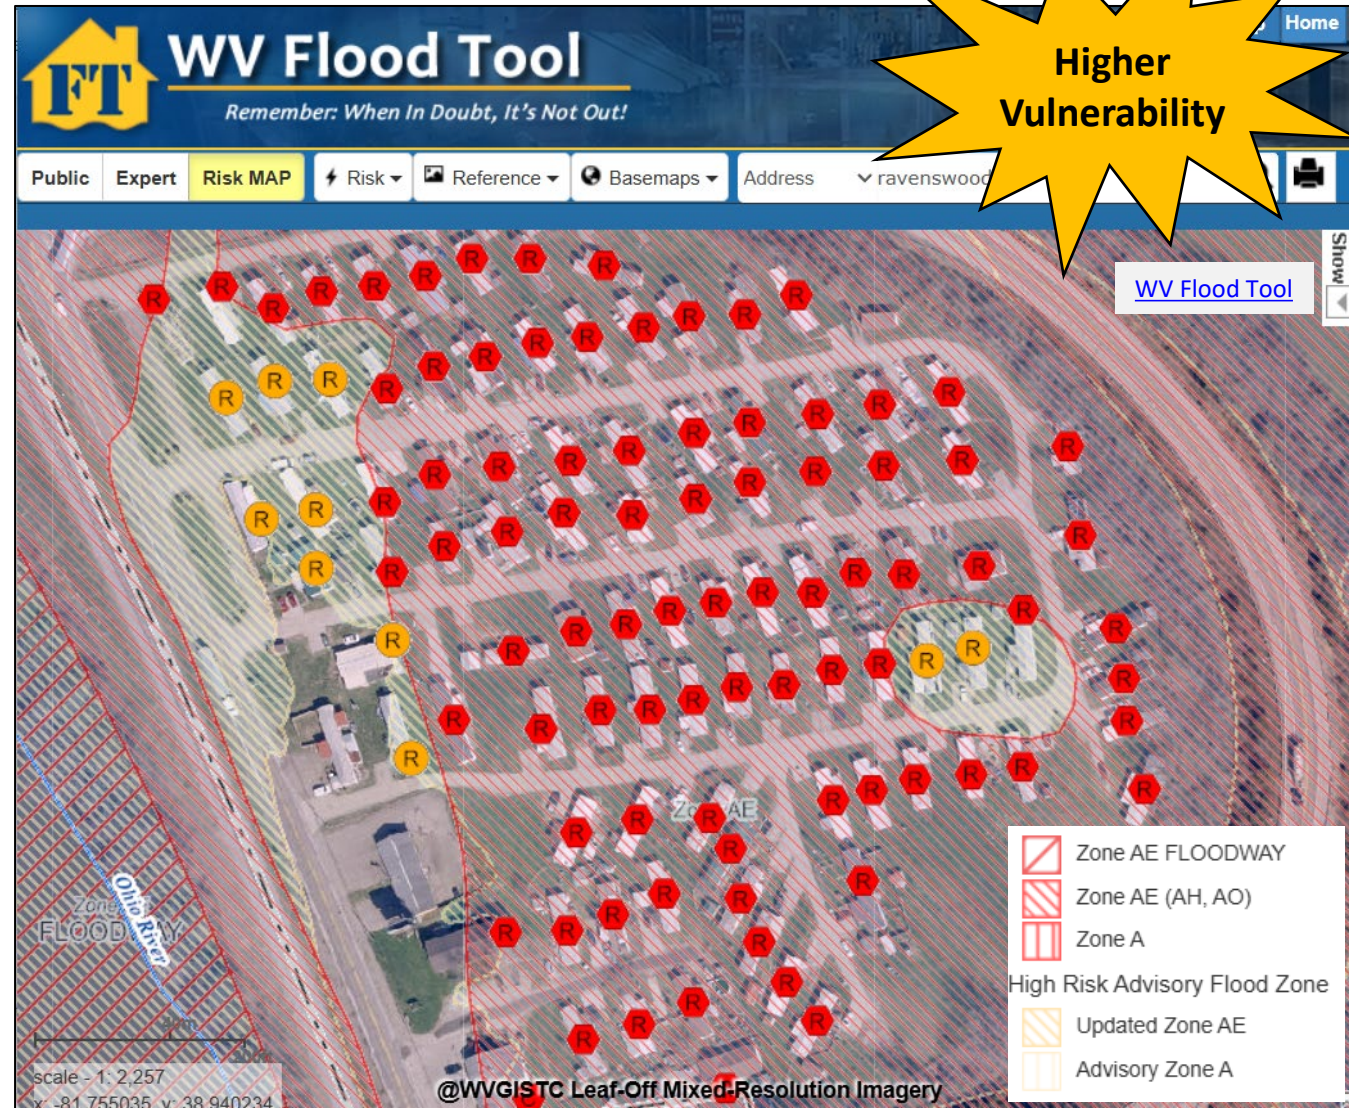 Home
FT
WV Flood Tool
Remember: When In Doubt, It's Not Out!
Higher
Vulnerability
Public Expert Risk MAP Risk Reference Basemaps Address ravenswood
Show
WV Flood Tool
R R R R R R R R R
R R R R R R R
R R R R R
R R R R R R
R R R R R R
R R R R R R
R R R R R R
R R R R R R
R R R R R R
R R R R R R
R R R R R R
R R R R R R
Zone AE
Ohio River
FLOODWAY
Zone AE FLOODWAY
Zone AE (AH, AO)
Zone A
High Risk Advisory Flood Zone
Updated Zone AE
Advisory Zone A
scale - 1: 2,257
x: -81.755035, y: 38.940234
@WVGISTC Leaf-Off Mixed-Resolution Imagery